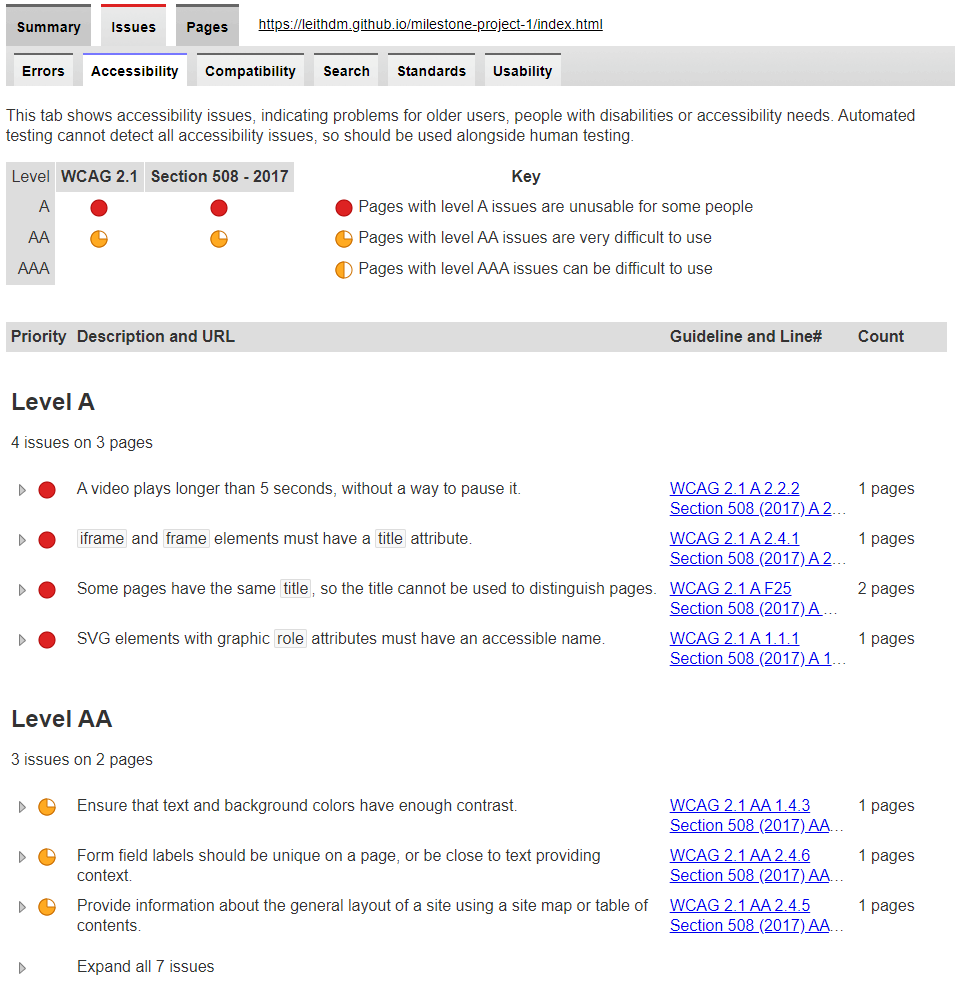 Summary Issues Pages https://leithdm.github.io/milestone-project-1/index.html
Errors Accessibility Compatibility Search Standards Usability
This tab shows accessibility issues, indicating problems for older users, people with disabilities or accessibility needs. Automated
testing cannot detect all accessibility issues, so should be used alongside human testing.
Level WCAG 2.1 Section 508 - 2017 Key
A Pages with level A issues are unusable for some people
AA Pages with level AA issues are very difficult to use
AAA Pages with level AAA issues can be difficult to use
Priority Description and URL Guideline and Line# Count
Level A
4 issues on 3 pages
A video plays longer than 5 seconds, without a way to pause it. WCAG 2.1 A 2.2.2 1 pages
Section 508 (2017) A 2…
iframe and frame elements must have a title attribute. WCAG 2.1 A 2.4.1 1 pages
Section 508 (2017) A 2…
Some pages have the same title, so the title cannot be used to distinguish pages. WCAG 2.1 A F25 2 pages
Section 508 (2017) A …
SVG elements with graphic role attributes must have an accessible name. WCAG 2.1 A 1.1.1 1 pages
Section 508 (2017) A 1…
Level AA
3 issues on 2 pages
Ensure that text and background colors have enough contrast. WCAG 2.1 AA 1.4.3 1 pages
Section 508 (2017) AA…
Form field labels should be unique on a page, or be close to text providing WCAG 2.1 AA 2.4.6 1 pages
context. Section 508 (2017) AA…
Provide information about the general layout of a site using a site map or table of WCAG 2.1 AA 2.4.5 1 pages
contents. Section 508 (2017) AA…
Expand all 7 issues